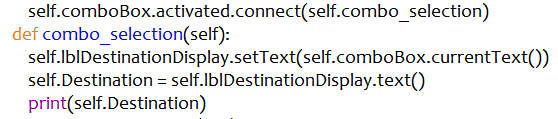 self.comboBox.activated.connect(self.combo_selection)
def combo_selection(self):
self.lblDestinationDisplay.setText(self.comboBox.currentText())
self.Destination = self.lblDestinationDisplay.text()
print(self.Destination)